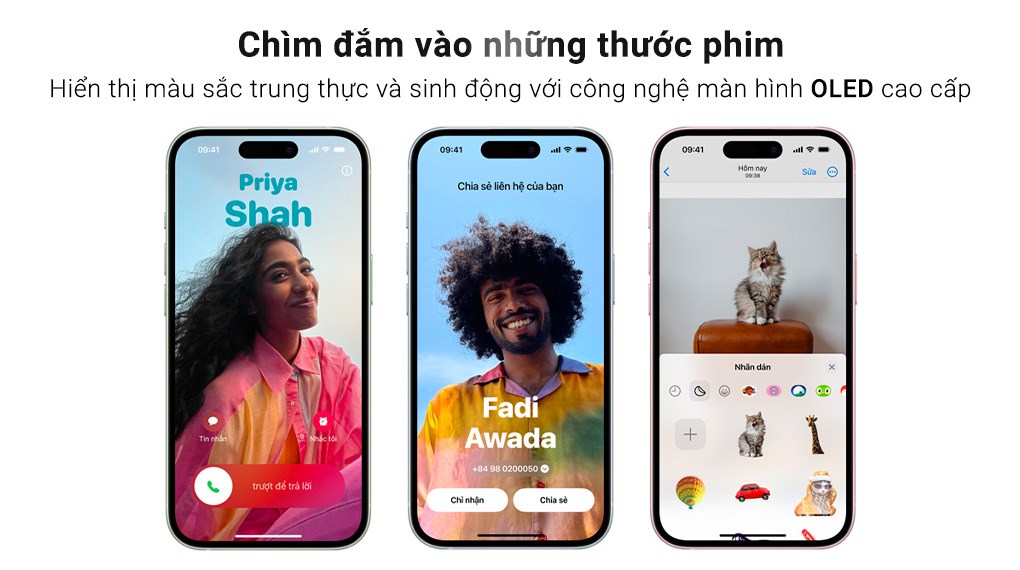 Chìm đắm vào những thước phim
Hiển thị màu sắc trung thực và sinh động với công nghệ màn hình OLED cao cấp
09:41
Priya
Shah
Tin nhắn
Nhắc tôi
trượt để trả lời
09:41
Chia sẻ liên hệ của bạn
Fadi
Awada
+84 98 0200050
Chỉ nhận
Chia sẻ
09:41
Hôm nay
09:38
Sửa
Nhãn dán